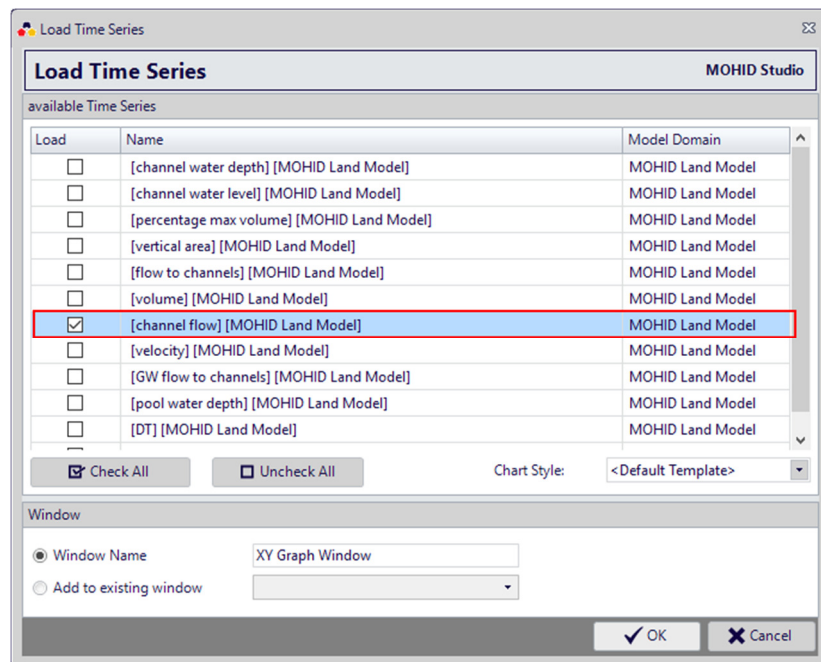 Load Time Series
Load Time Series MOHID Studio
available Time Series
Load Name Model Domain
[channel water depth] [MOHID Land Model] MOHID Land Model
[channel water level] [MOHID Land Model] MOHID Land Model
[percentage max volume] [MOHID Land Model] MOHID Land Model
[vertical area] [MOHID Land Model] MOHID Land Model
[flow to channels] [MOHID Land Model] MOHID Land Model
[volume] [MOHID Land Model] MOHID Land Model
[channel flow] [MOHID Land Model] MOHID Land Model
[velocity] [MOHID Land Model] MOHID Land Model
[GW flow to channels] [MOHID Land Model] MOHID Land Model
[pool water depth] [MOHID Land Model] MOHID Land Model
[DT] [MOHID Land Model] MOHID Land Model
Check All Uncheck All Chart Style: <Default Template>
Window
Window Name XY Graph Window
Add to existing window
OK Cancel